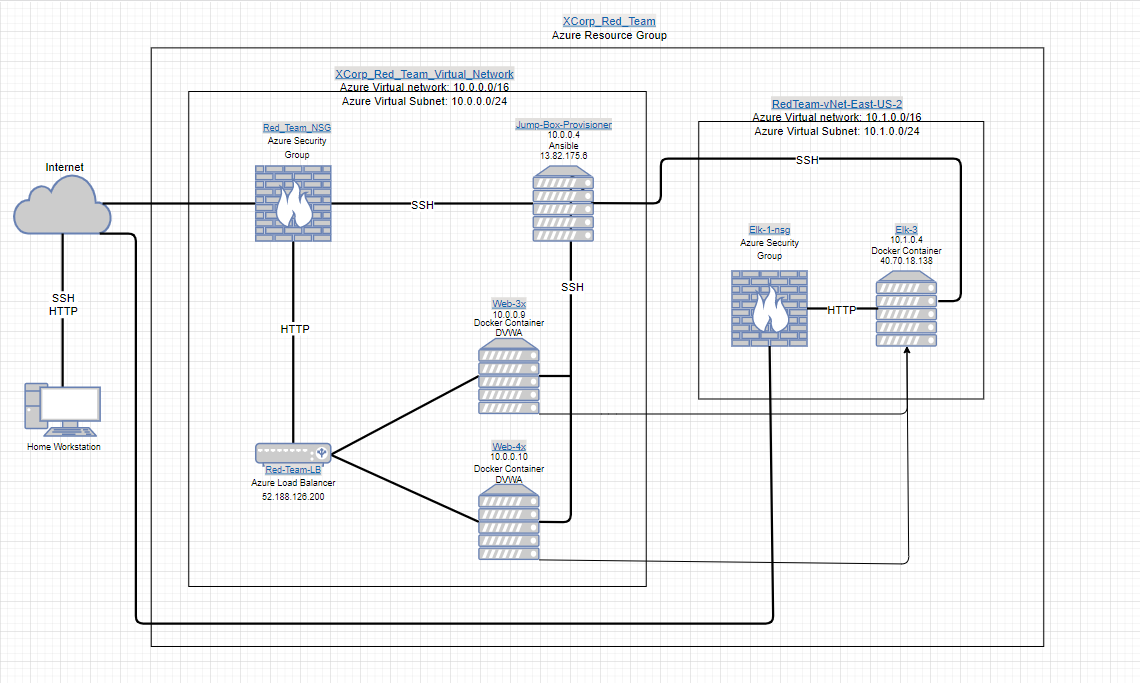 XCorp_Red_Team
Azure Resource Group
XCorp_Red_Team_Virtual_Network
Azure Virtual network: 10.0.0.0/16
Azure Virtual Subnet: 10.0.0.0/24
RedTeam-vNet-East-US-2
Azure Virtual network: 10.1.0.0/16
Azure Virtual Subnet: 10.1.0.0/24
Red_Team_NSG
Azure Security
Group
Jump-Box-Provisioner
10.0.0.4
Ansible
13.82.175.6
Internet
SSH
SSH
Elk-1-nsg
Azure Security
Group
Elk-3
10.1.0.4
Docker Container
40.70.18.138
SSH
SSH
HTTP
HTTP
HTTP
Web-3x
10.0.0.9
Docker Container
DVWA
Home Workstation
Red-Team-LB
Azure Load Balancer
52.188.126.200
Web-4x
10.0.0.10
Docker Container
DVWA